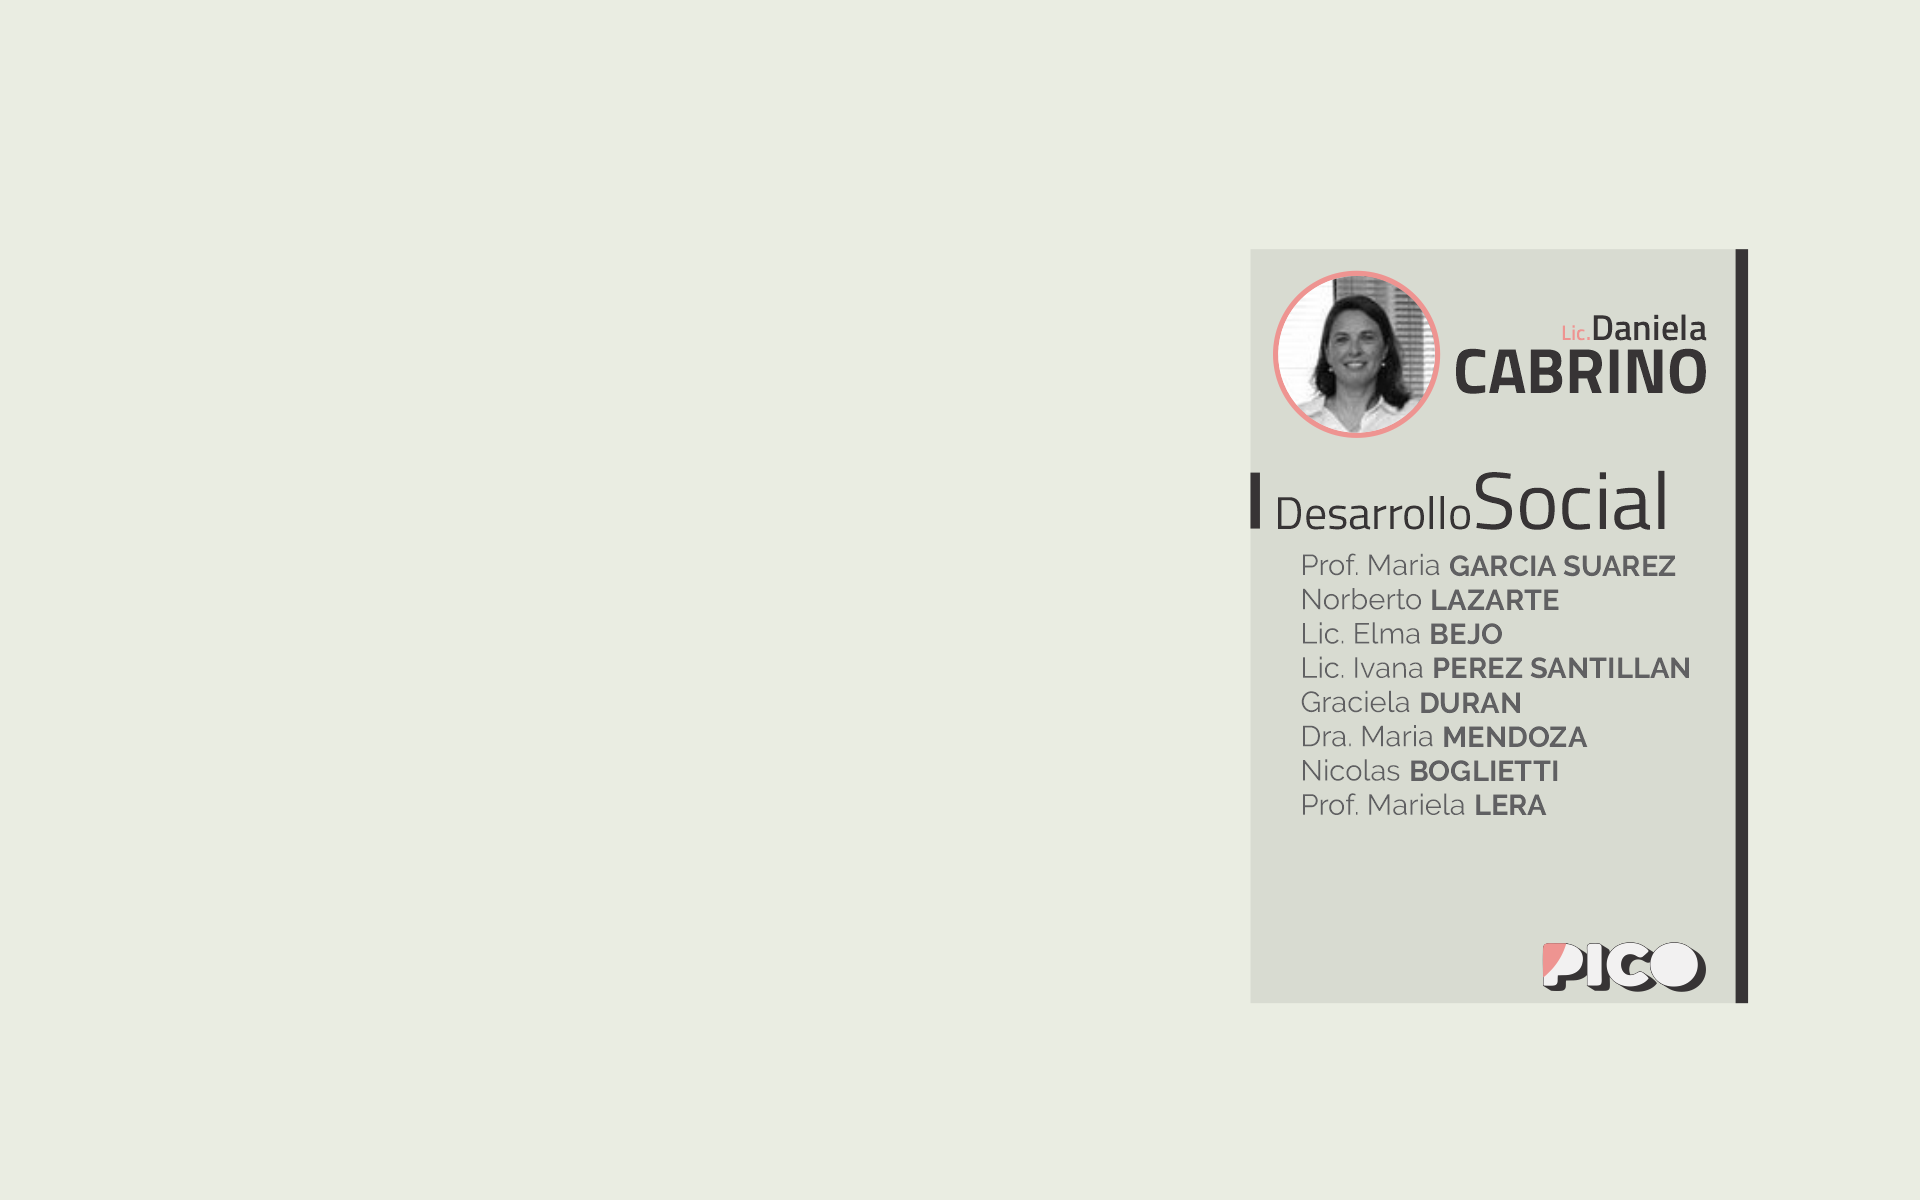 Lic. Daniela
CABRINO
Desarrollo Social
Prof. Maria GARCIA SUAREZ
Norberto LAZARTE
Lic. Elma BEJO
Lic. Ivana PEREZ SANTILLAN
Graciela DURAN
Dra. Maria MENDOZA
Nicolas BOGLIETTI
Prof. Mariela LERA
PICO